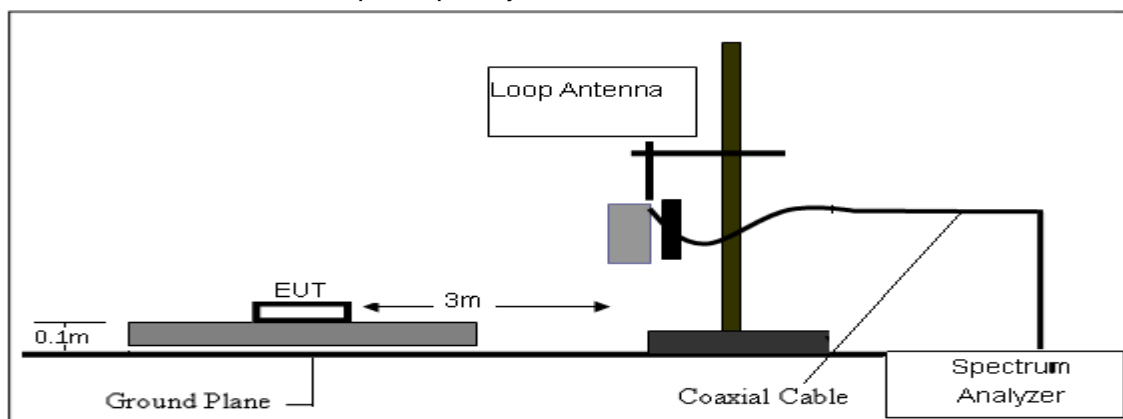 Loop Antenna
EUT
3m
0.1m
Ground Plane
Coaxial Cable
Spectrum
Analyzer